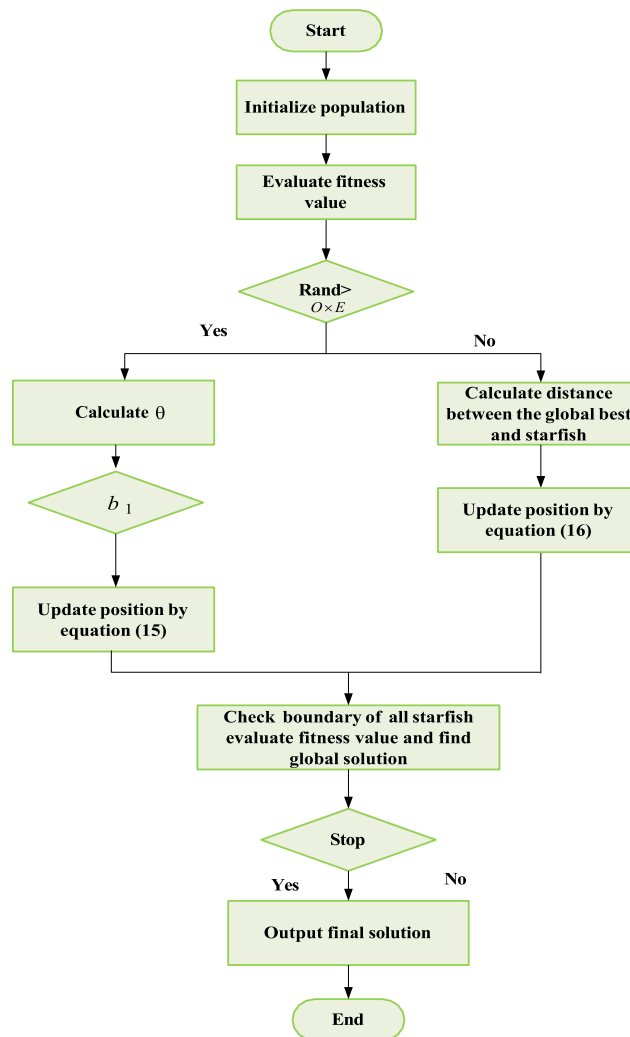 Start
Initialize population
Evaluate fitness
value
Rand>
O×E
Yes
No
Calculate θ
Calculate distance
between the global best
and starfish
b 1
Update position by
equation (16)
Update position by
equation (15)
Check boundary of all starfish
evaluate fitness value and find
global solution
Stop
Yes
No
Output final solution
End